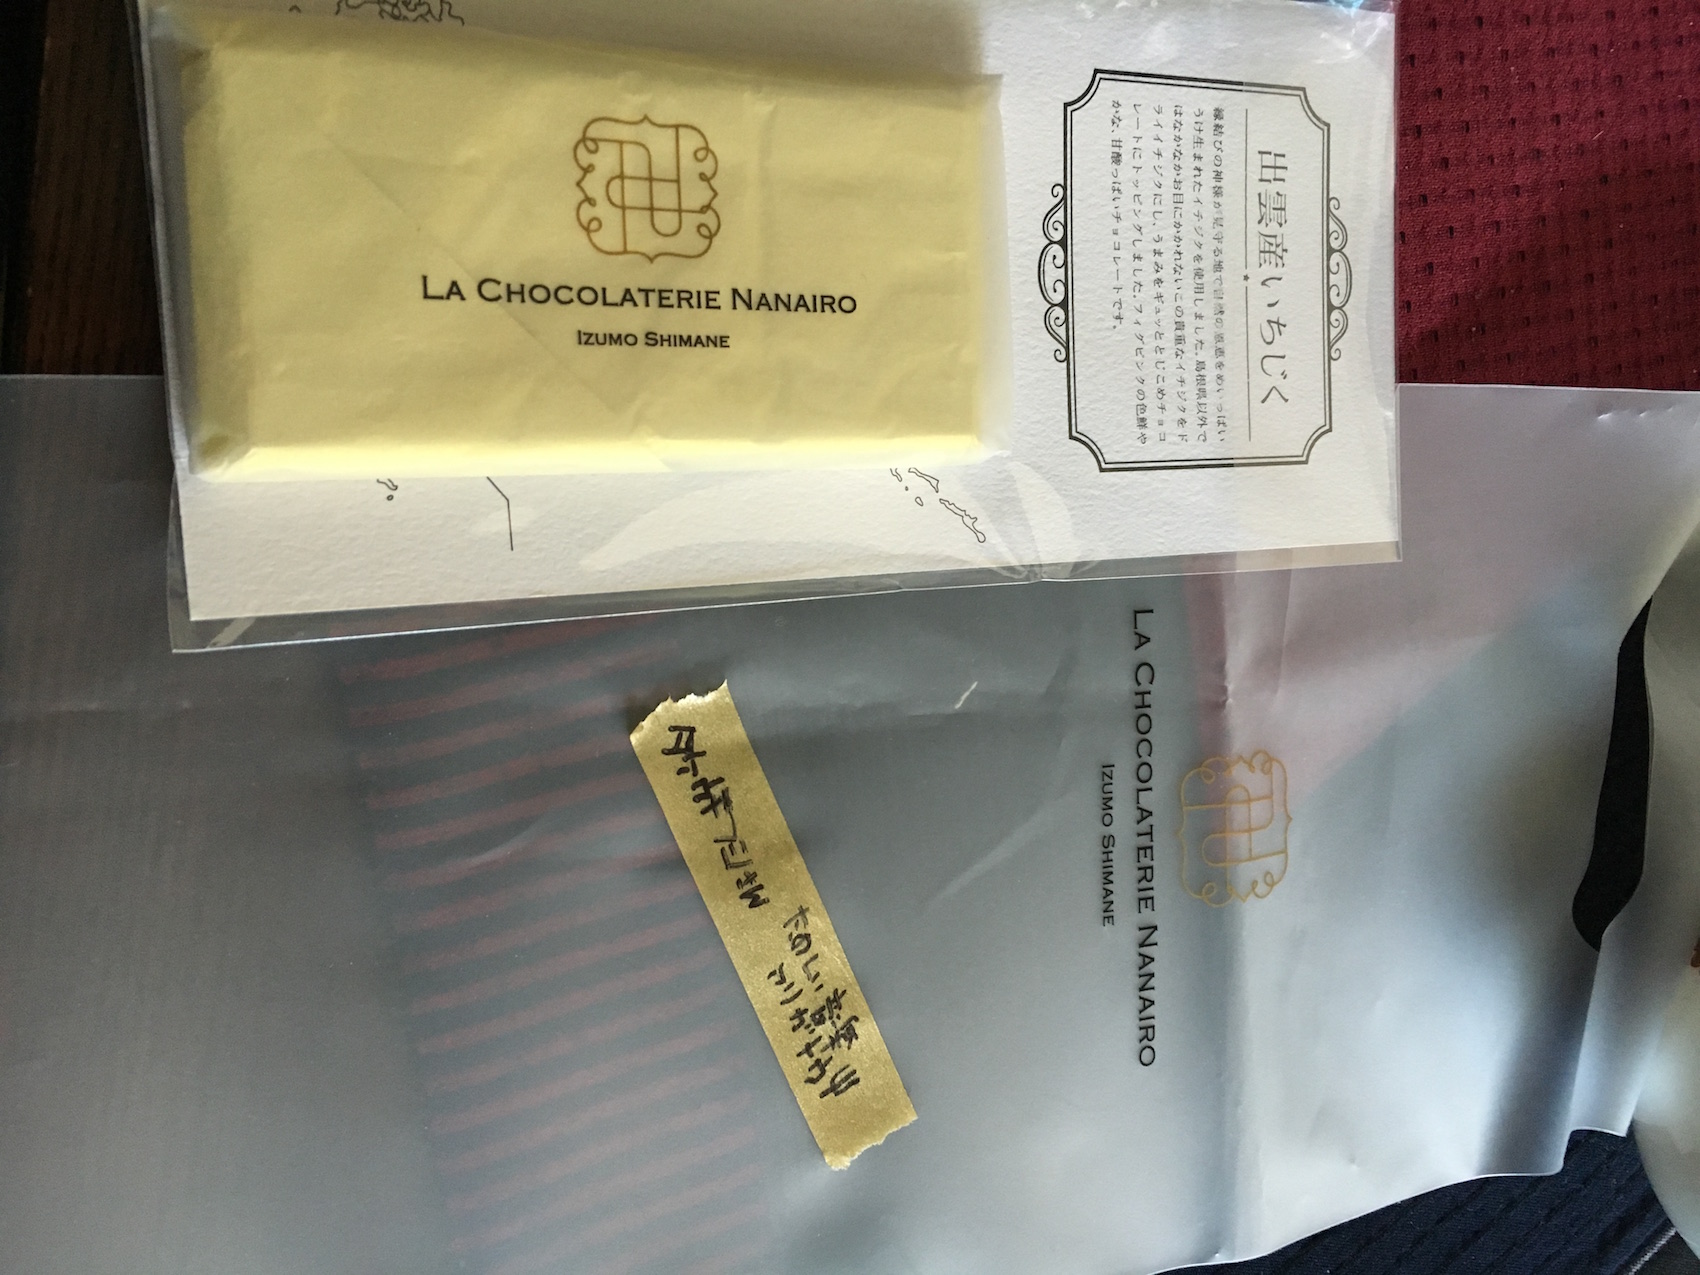 LA CHOCOLATERIE NANAIRO
IZUMO SHIMANE
出雲産いちじく
縁結びの神様が見守る地で自然の恩恵をめいっぱい
うけ生まれたイチジクを使用しました。島根県以外で
はなかなかお目にかかれないこの貴重なイチジクをド
ライイチジクにし、うまみをギュッととじこめチョコ
レートにトッピングしました。フィグピンクの色鮮や
かな、甘酸っぱいチョコレートです。
LA CHOCOLATERIE NANAIRO
IZUMO SHIMANE